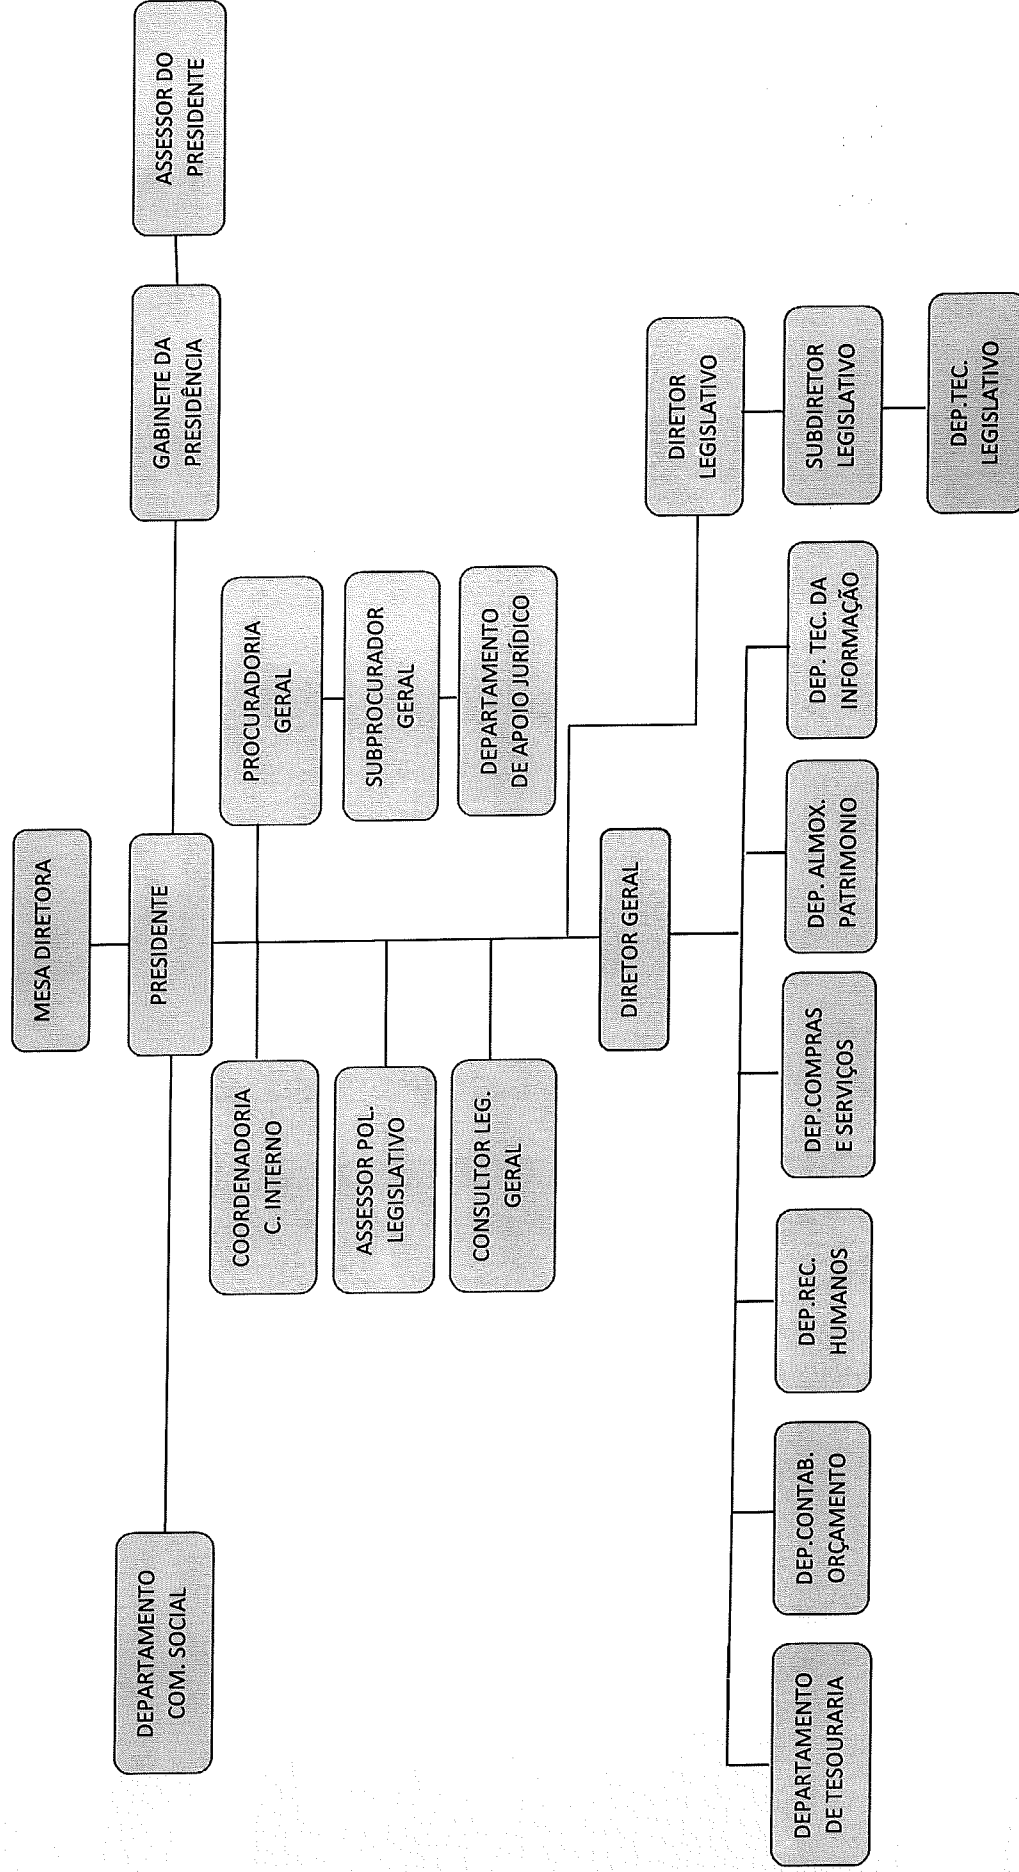 MESA DIRETORA
DEPARTAMENTO
COM. SOCIAL
PRESIDENTE
GABINETE DA
PRESIDÊNCIA
ASSESSOR DO
PRESIDENTE
COORDENADORIA
C. INTERNO
PROCURADORIA
GERAL
ASSESSOR POL.
LEGISLATIVO
SUBPROCURADOR
GERAL
CONSULTOR LEG.
GERAL
DEPARTAMENTO
DE APOIO JURÍDICO
DIRETOR GERAL
DIRETOR
LEGISLATIVO
SUBDIRETOR
LEGISLATIVO
DEP.TEC.
LEGISLATIVO
DEPARTAMENTO
DE TESOURARIA
DEP.CONTAB.
ORÇAMENTO
DEP.REC.
HUMANOS
DEP.COMPRAS
E SERVIÇOS
DEP. ALMOX.
PATRIMONIO
DEP. TEC. DA
INFORMAÇÃO